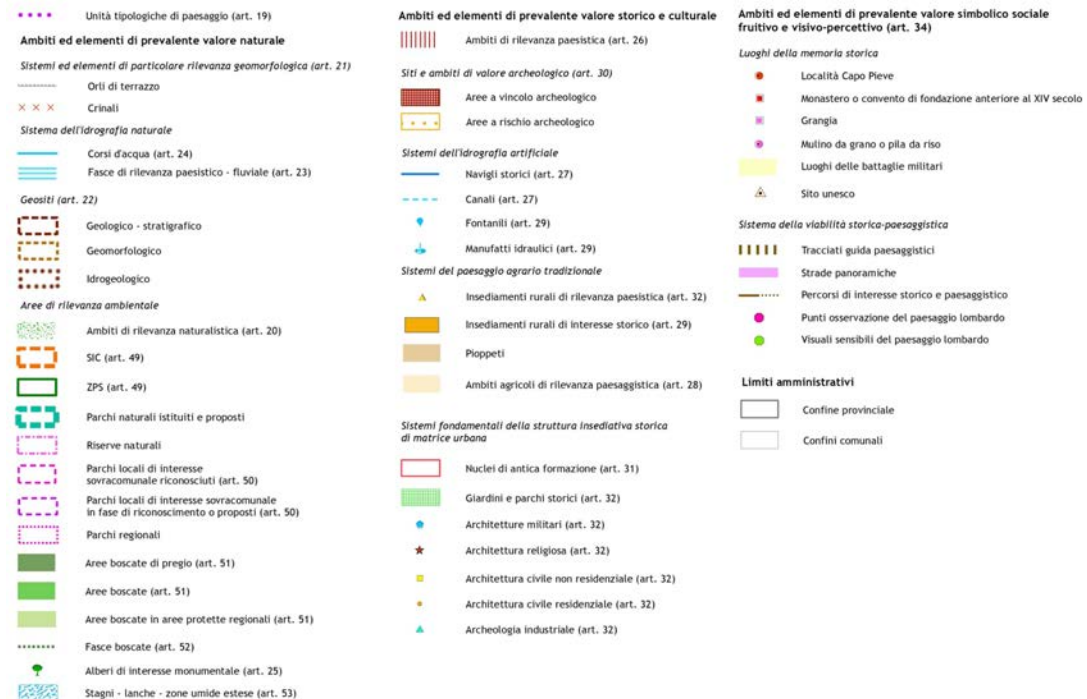 Unità tipologiche di paesaggio (art. 19)
Ambiti ed elementi di prevalente valore naturale
Sistemi ed elementi di particolare rilevanza geomorfologica (art. 21)
Orli di terrazzo
Crinali
Sistema dell'idrografia naturale
Corsi d'acqua (art. 24)
Fasce di rilevanza paesistico - fluviale (art. 23)
Geositi (art. 22)
Geologico - stratigrafico
Geomorfologico
Idrogeologico
Aree di rilevanza ambientale
Ambiti di rilevanza naturalistica (art. 20)
SIC (art. 49)
ZPS (art. 49)
Parchi naturali istituiti e proposti
Riserve naturali
Parchi locali di interesse
sovracomunale riconosciuti (art. 50)
Parchi locali di interesse sovracomunale
in fase di riconoscimento o proposti (art. 50)
Parchi regionali
Aree boscate di pregio (art. 51)
Aree boscate (art. 51)
Aree boscate in aree protette regionali (art. 51)
Fasce boscate (art. 52)
Alberi di interesse monumentale (art. 25)
Stagni - lanche - zone umide estese (art. 53)
Ambiti ed elementi di prevalente valore storico e culturale
Ambiti di rilevanza paesistica (art. 26)
Siti e ambiti di valore archeologico (art. 30)
Aree a vincolo archeologico
Aree a rischio archeologico
Sistemi dell'idrografia artificiale
Navigli storici (art. 27)
Canali (art. 27)
Fontanili (art. 29)
Manufatti idraulici (art. 29)
Sistemi del paesaggio agrario tradizionale
Insediamenti rurali di rilevanza paesistica (art. 32)
Insediamenti rurali di interesse storico (art. 29)
Pioppeti
Ambiti agricoli di rilevanza paesaggistica (art. 28)
Sistemi fondamentali della struttura insediativa storica
di matrice urbana
Nuclei di antica formazione (art. 31)
Giardini e parchi storici (art. 32)
Architetture militari (art. 32)
Architettura religiosa (art. 32)
Architettura civile non residenziale (art. 32)
Architettura civile residenziale (art. 32)
Archeologia industriale (art. 32)
Ambiti ed elementi di prevalente valore simbolico sociale
fruitivo e visivo-percettivo (art. 34)
Luoghi della memoria storica
Località Capo Pieve
Monastero o convento di fondazione anteriore al XIV secolo
Grangia
Mulino da grano o pila da riso
Luoghi delle battaglie militari
Sito unesco
Sistema della viabilità storica-paesaggistica
Tracciati guida paesaggistici
Strade panoramiche
Percorsi di interesse storico e paesaggistico
Punti osservazione del paesaggio lombardo
Visuali sensibili del paesaggio lombardo
Limiti amministrativi
Confine provinciale
Confini comunali